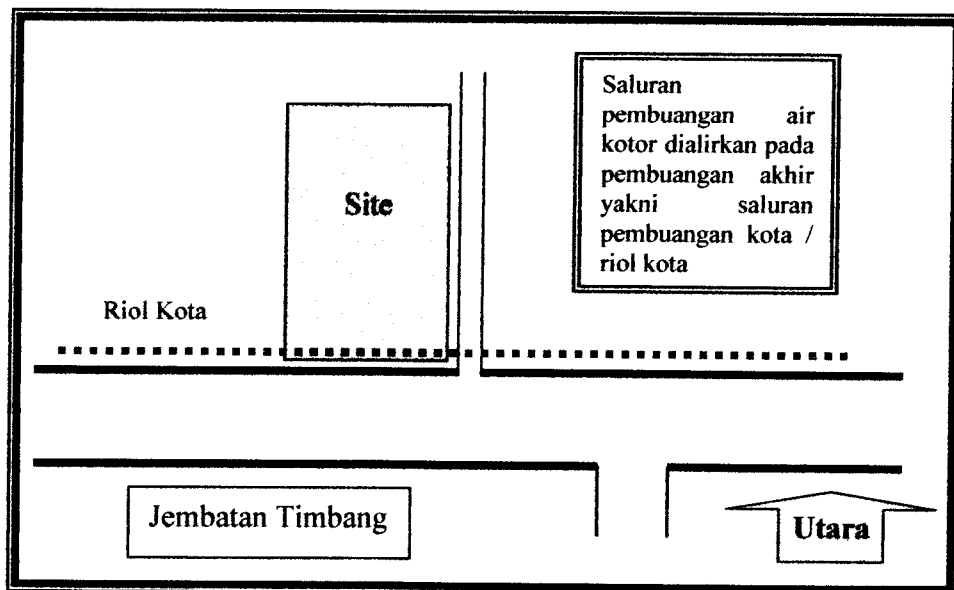 Saluran
pembuangan air
kotor dialirkan pada
pembuangan akhir
yakni saluran
pembuangan kota /
riol kota
Site
Riol Kota
Jembatan Timbang
Utara